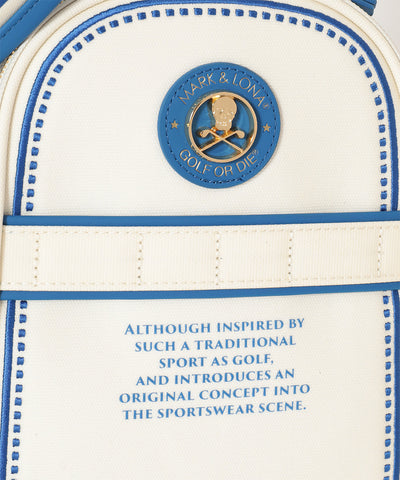 MARK & LONA®
GOLF OR DIE®
ALTHOUGH INSPIRED BY
SUCH A TRADITIONAL
SPORT AS GOLF,
AND INTRODUCES AN
ORIGINAL CONCEPT INTO
THE SPORTSWEAR SCENE.